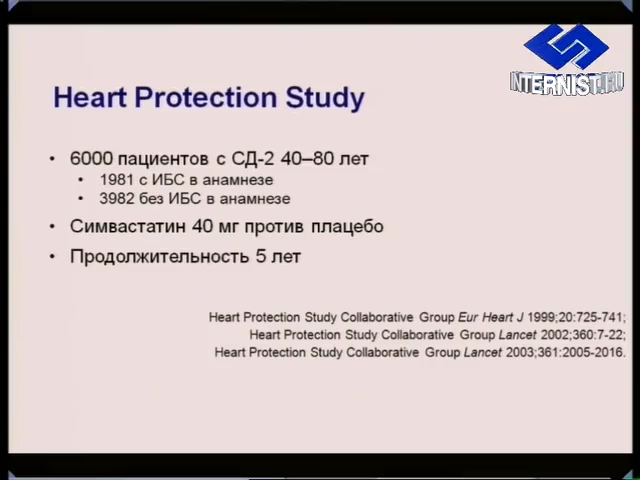 INTERNIST.RU
Heart Protection Study
• 6000 пациентов с СД-2 40–80 лет
• 1981 с ИБС в анамнезе
• 3982 без ИБС в анамнезе
• Симвастатин 40 мг против плацебо
• Продолжительность 5 лет
Heart Protection Study Collaborative Group Eur Heart J 1999;20:725-741;
Heart Protection Study Collaborative Group Lancet 2002;360:7-22;
Heart Protection Study Collaborative Group Lancet 2003;361:2005-2016.